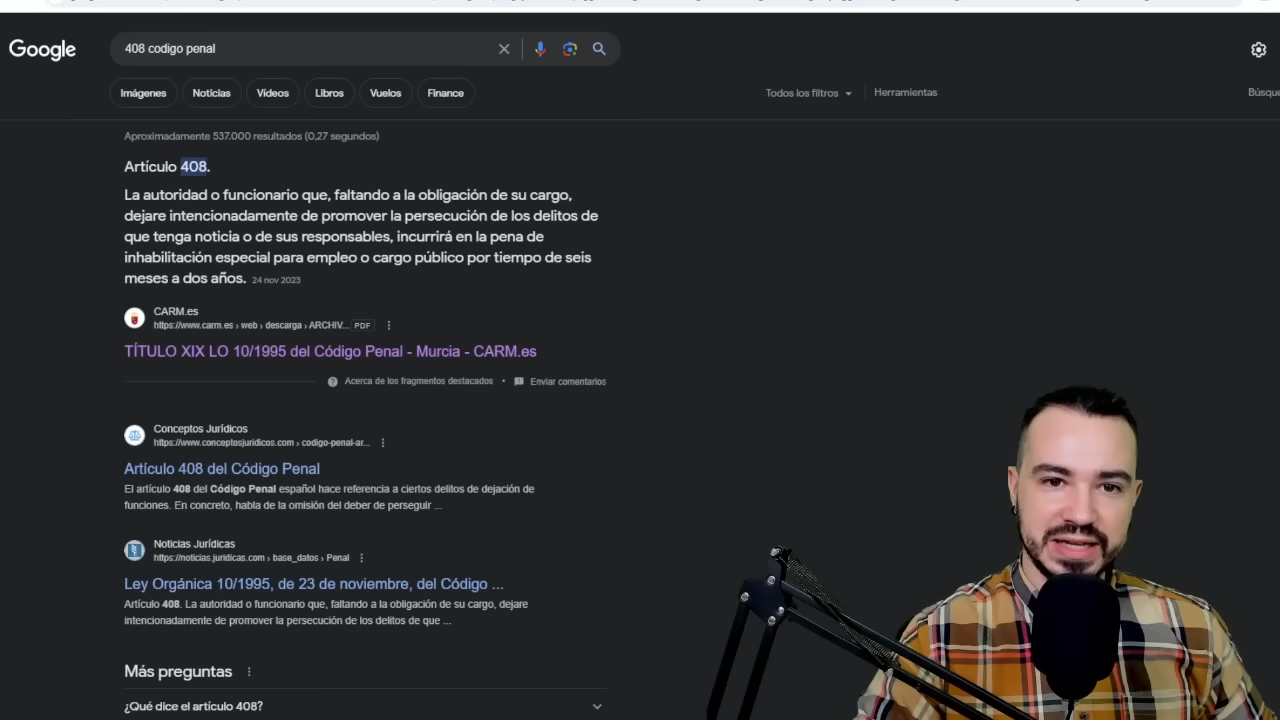 Google
408 codigo penal
Imágenes
Noticias
Vídeos
Libros
Vuelos
Finance
Todos los filtros
Herramientas
Aproximadamente 537.000 resultados (0,27 segundos)
Artículo 408.
La autoridad o funcionario que, faltando a la obligación de su cargo,
dejare intencionadamente de promover la persecución de los delitos de
que tenga noticia o de sus responsables, incurrirá en la pena de
inhabilitación especial para empleo o cargo público por tiempo de seis
meses a dos años. 24 nov 2023
CARM.es
https://www.carm.es › web › descarga › ARCHIV... PDF
TÍTULO XIX LO 10/1995 del Código Penal - Murcia - CARM.es
Acerca de los fragmentos destacados • Enviar comentarios
Conceptos Jurídicos
https://www.conceptosjuridicos.com › codigo-penal-ar...
Artículo 408 del Código Penal
El artículo 408 del Código Penal español hace referencia a ciertos delitos de dejación de
funciones. En concreto, habla de la omisión del deber de perseguir ...
Noticias Jurídicas
https://noticias.juridicas.com › base_datos › Penal
Ley Orgánica 10/1995, de 23 de noviembre, del Código ...
Artículo 408. La autoridad o funcionario que, faltando a la obligación de su cargo, dejare
intencionadamente de promover la persecución de los delitos de que ...
Más preguntas
¿Qué dice el artículo 408?